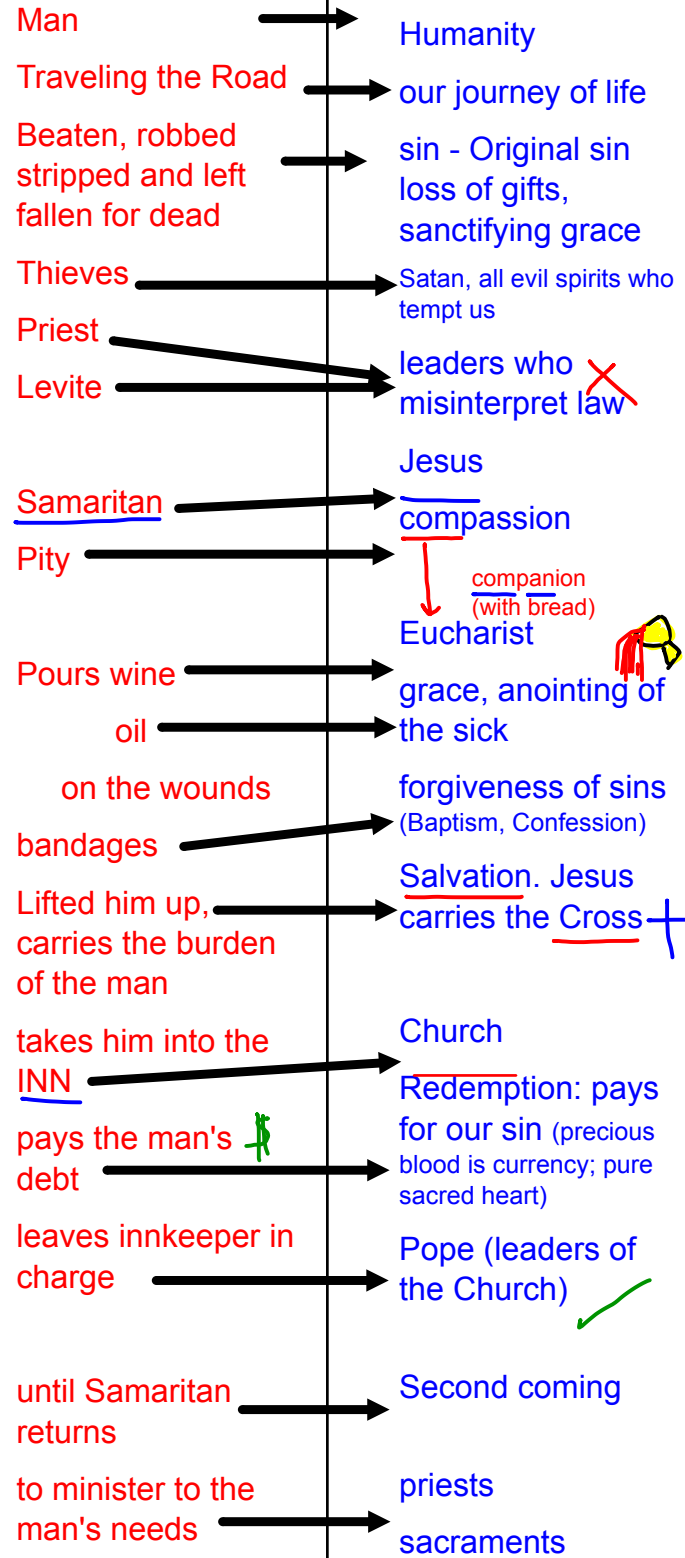 Man
Humanity
Traveling the Road
our journey of life
Beaten, robbed
stripped and left
fallen for dead
sin - Original sin
loss of gifts,
sanctifying grace
Thieves
Satan, all evil spirits who
tempt us
Priest
Levite
leaders who
misinterpret law
Samaritan
Jesus
Pity
compassion
companion
(with bread)
Eucharist
Pours wine
oil
grace, anointing of
the sick
on the wounds
bandages
forgiveness of sins
(Baptism, Confession)
Lifted him up,
carries the burden
of the man
Salvation. Jesus
carries the Cross
takes him into the
INN
Church
pays the man's $
debt
Redemption: pays
for our sin (precious
blood is currency; pure
sacred heart)
leaves innkeeper in
charge
Pope (leaders of
the Church)
until Samaritan
returns
Second coming
to minister to the
man's needs
priests
sacraments